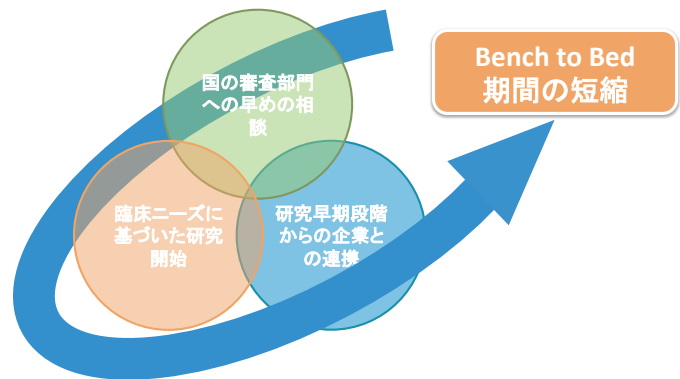 国の審査部門
への早めの相
談
Bench to Bed
期間の短縮
臨床ニーズに
基づいた研究
開始
研究早期段階
からの企業と
の連携